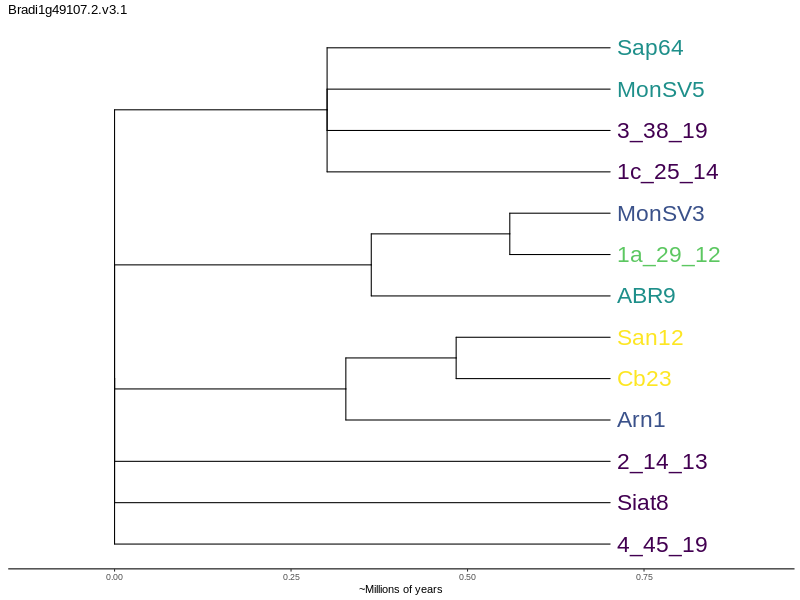 Bradi1g49107.2.v3.1
Sap64
MonSV5
3_38_19
1c_25_14
MonSV3
1a_29_12
ABR9
San12
Cb23
Arn1
2_14_13
Siat8
4_45_19
0.00 0.25 0.50 0.75
~Millions of years